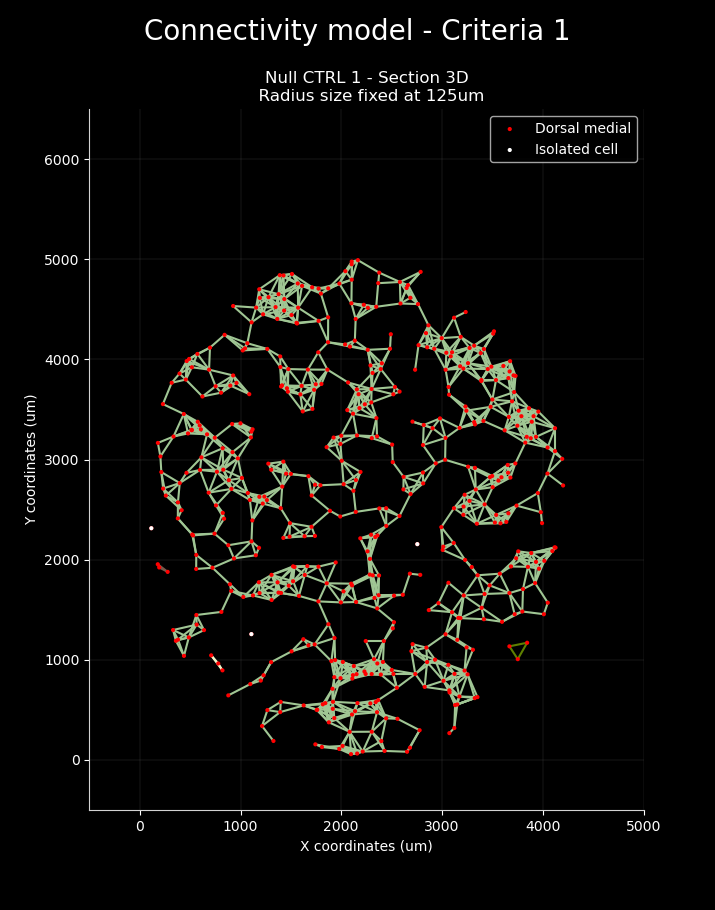 Connectivity model - Criteria 1
Null CTRL 1 - Section 3D
Radius size fixed at 125um
Dorsal medial
Isolated cell
6000
5000
4000
3000
2000
1000
0
Y coordinates (um)
0 1000 2000 3000 4000 5000
X coordinates (um)